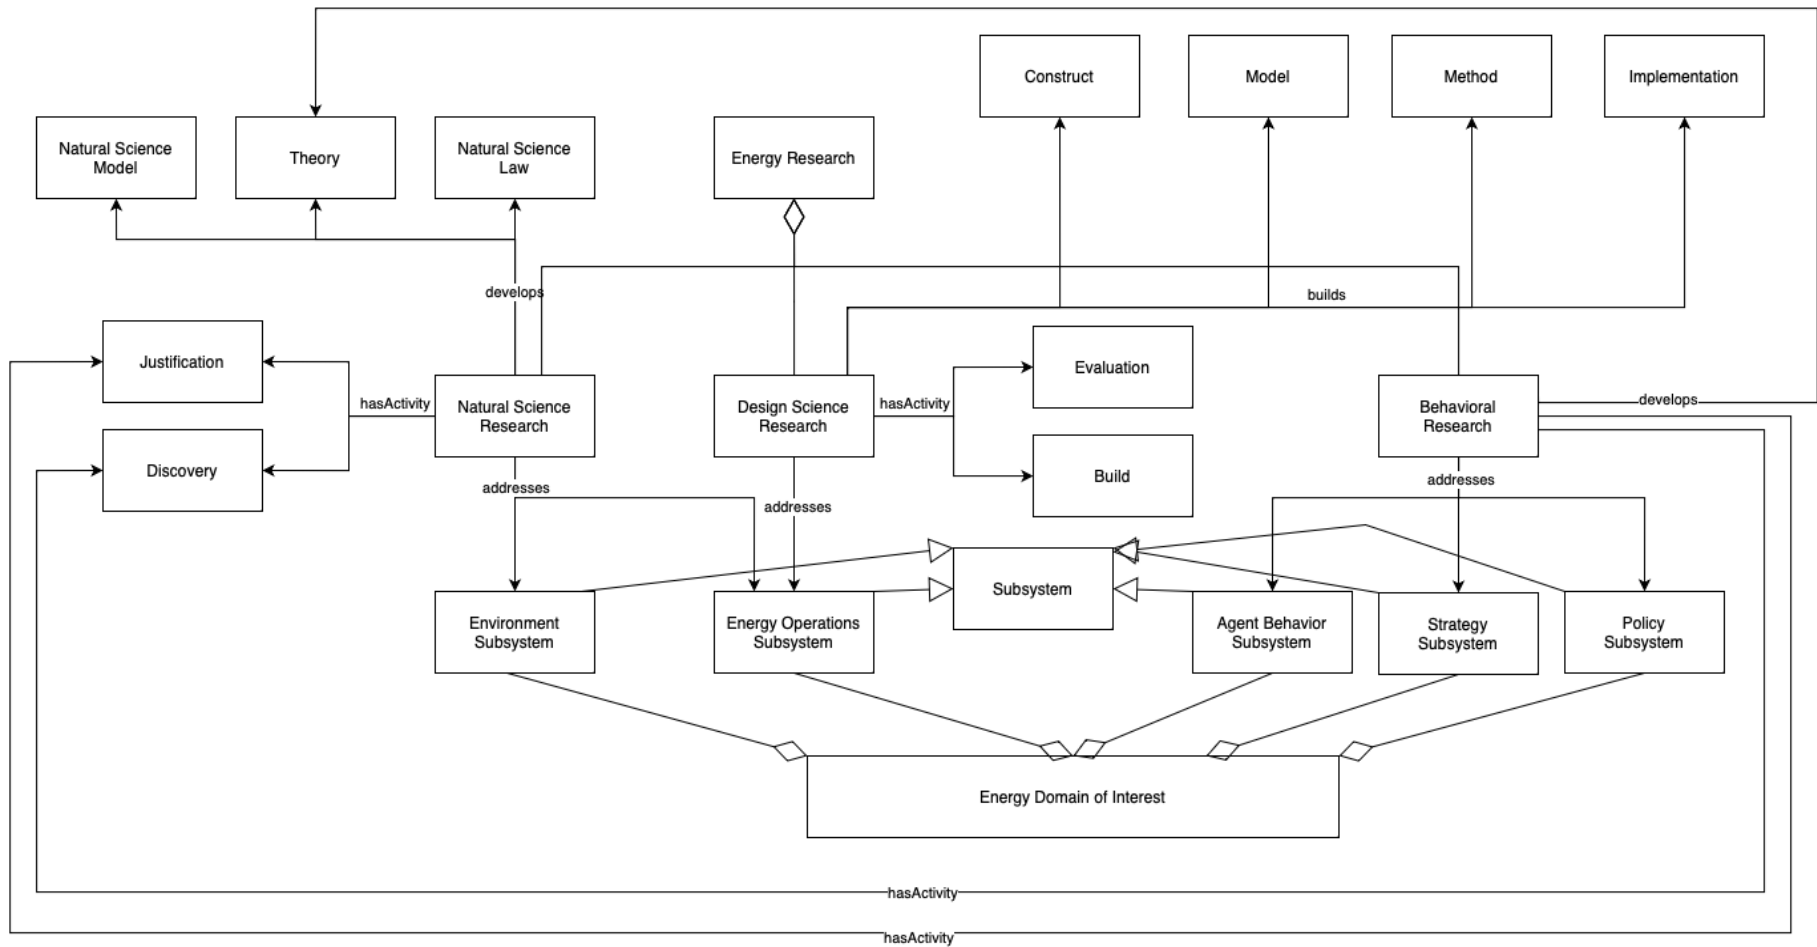 Construct
Model
Method
Implementation
Natural Science
Model
Theory
Natural Science
Law
Energy Research
develops
builds
Justification
Evaluation
hasActivity
Natural Science
Research
Design Science
Research
hasActivity
Behavioral
Research
develops
Discovery
Build
addresses
addresses
addresses
Subsystem
Environment
Subsystem
Energy Operations
Subsystem
Agent Behavior
Subsystem
Strategy
Subsystem
Policy
Subsystem
Energy Domain of Interest
hasActivity
hasActivity